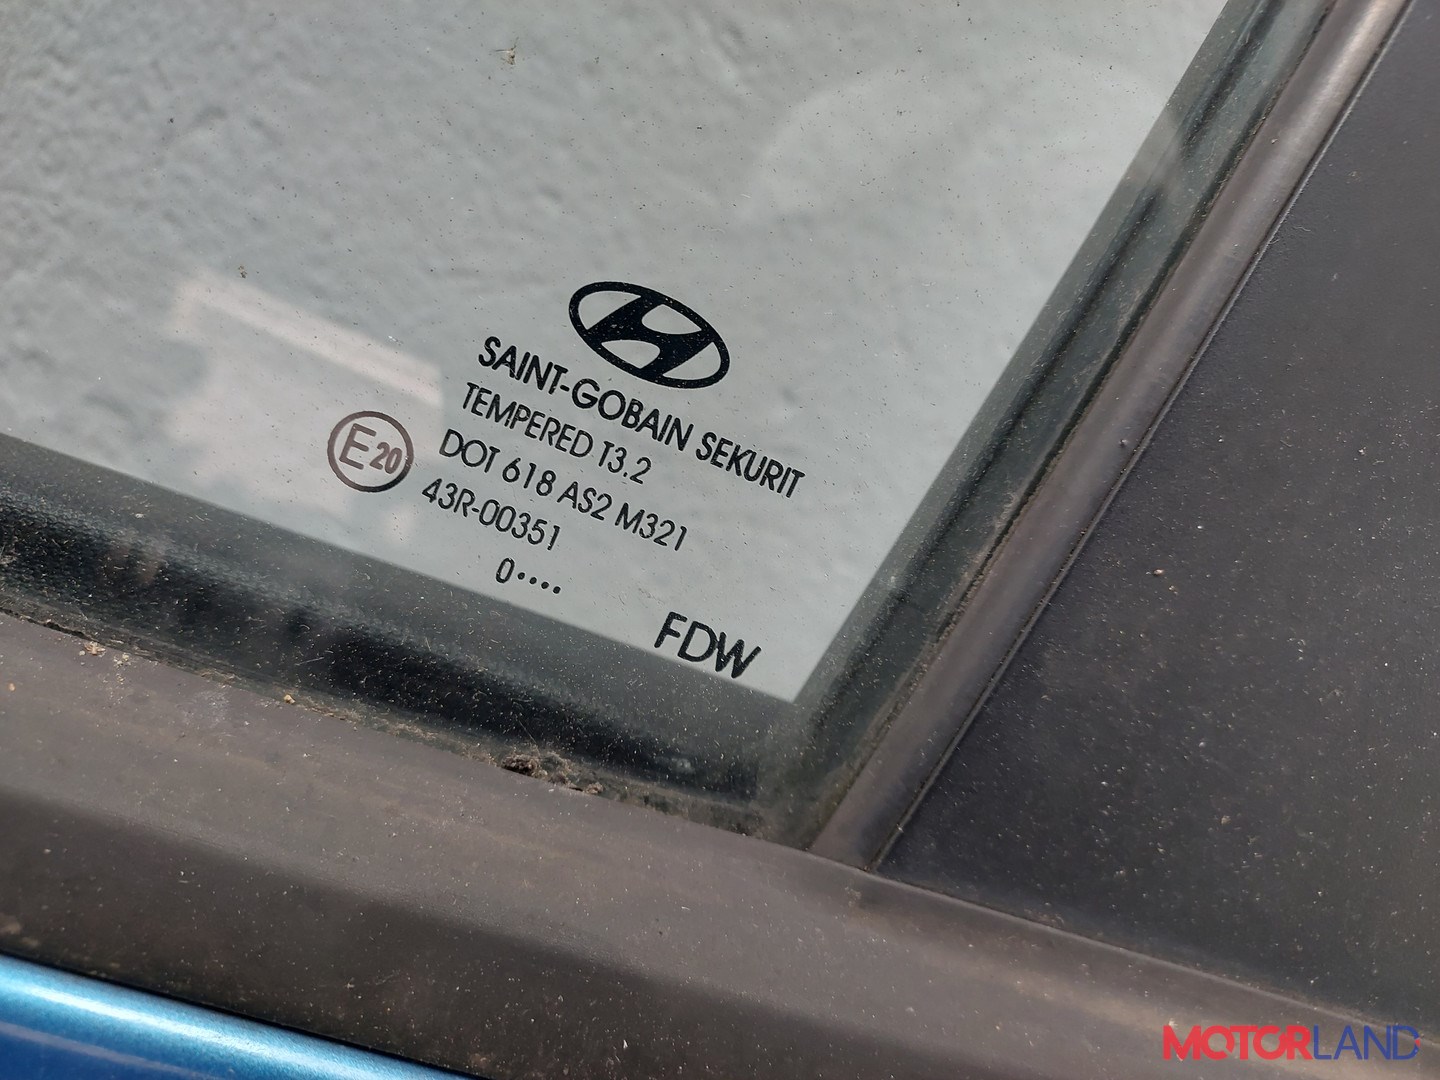 SAINT-GOBAIN SEKURIT
TEMPERED T3.2
E20
DOT 618 AS2 M321
43R-00351
0••••
FDW
MOTORLAND